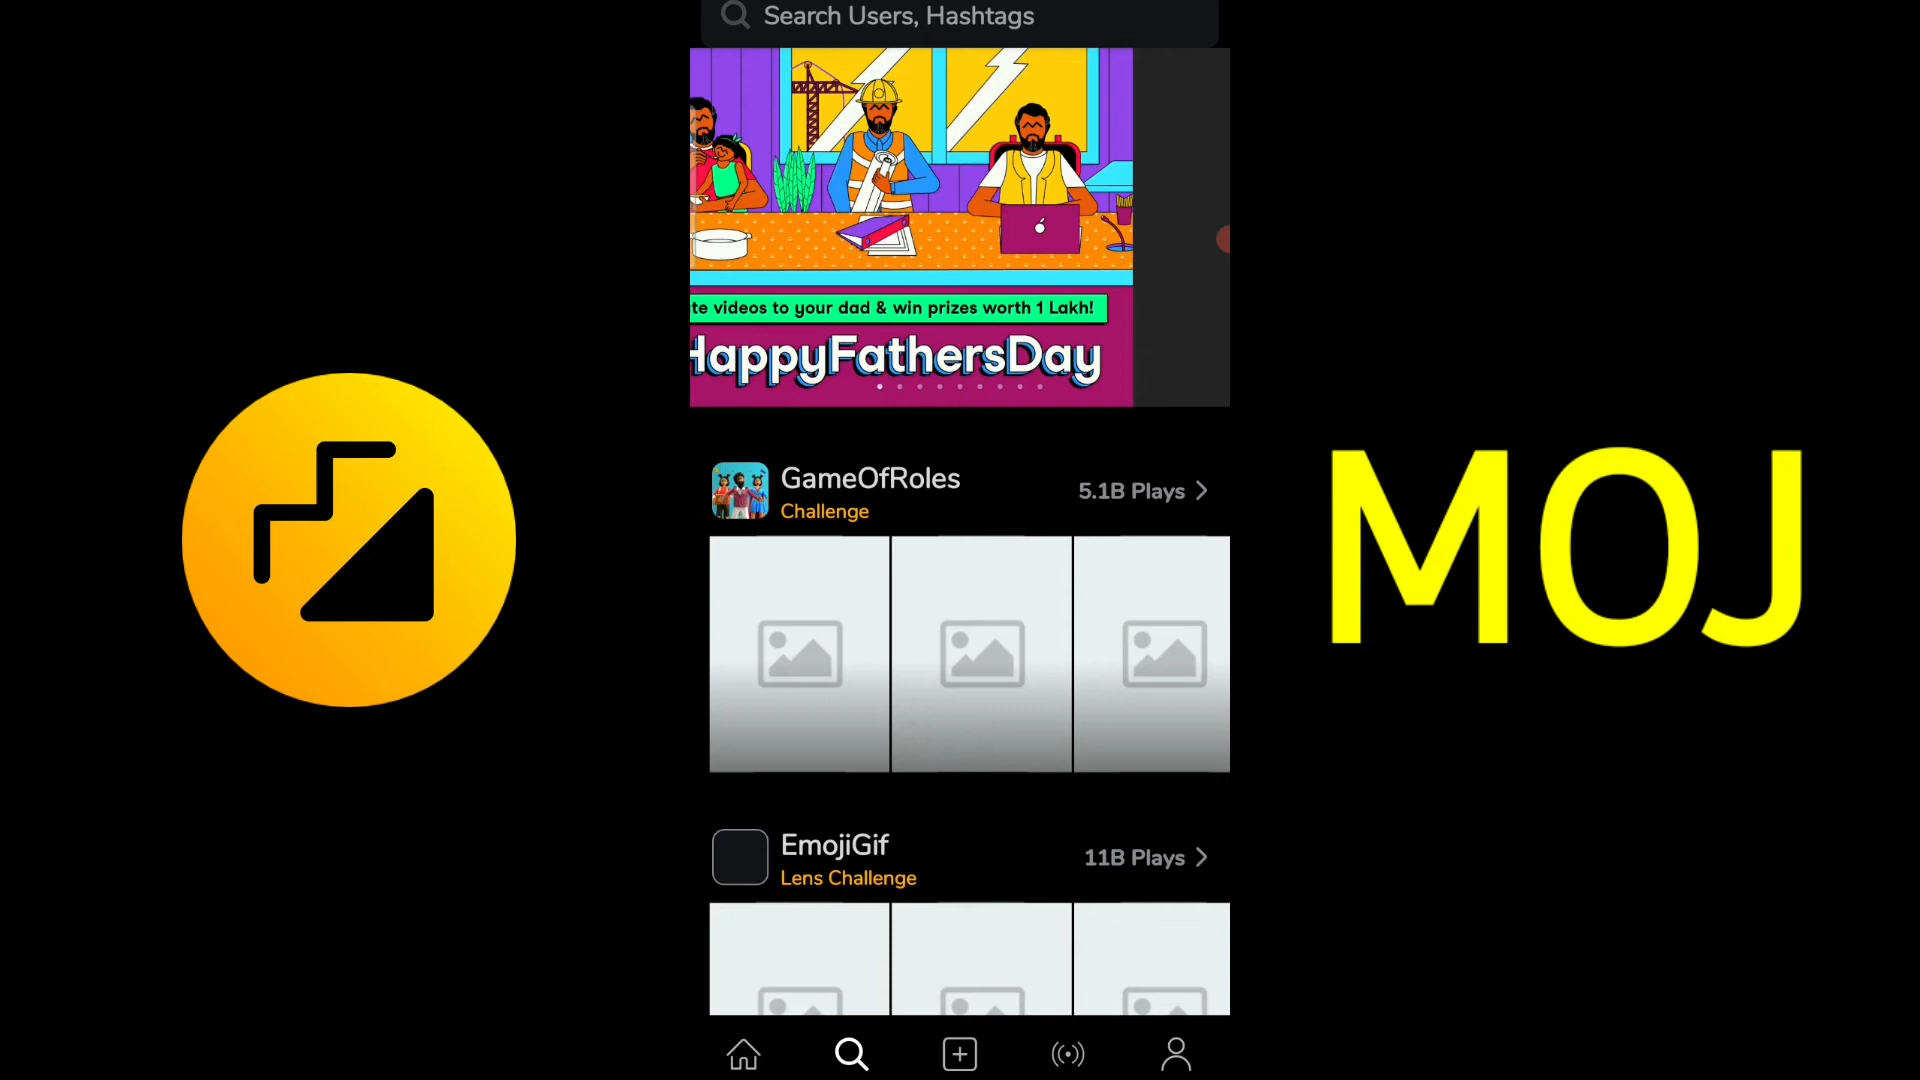 Search Users, Hashtags
te videos to your dad & win prizes worth 1 Lakh!
HappyFathersDay
GameOfRoles
5.1B Plays
Challenge
EmojiGif
11B Plays
Lens Challenge
MOJ